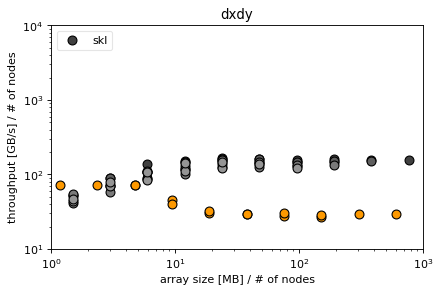 dxdy
throughput [GB/s] / # of nodes
10^4
10^3
10^2
10^1
skl
10^0
10^1
10^2
10^3
array size [MB] / # of nodes